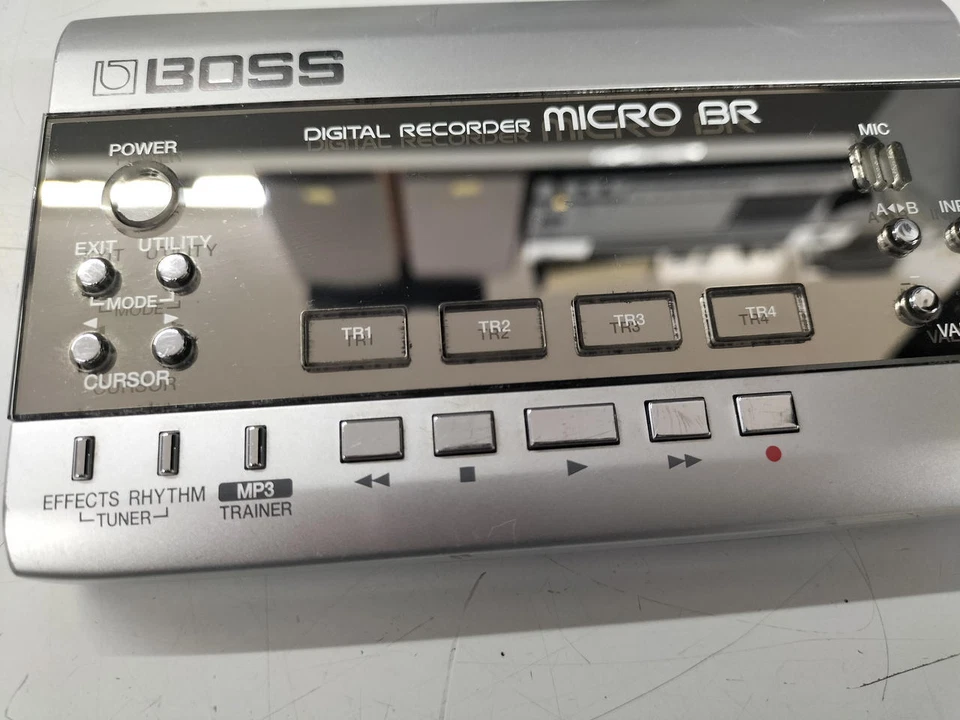 BOSS
DIGITAL RECORDER MICRO BR
POWER
MIC
EXIT UTILITY
A◀▶B
MODE
TR1 TR2 TR3 TR4
CURSOR
EFFECTS RHYTHM
TUNER
MP3
TRAINER